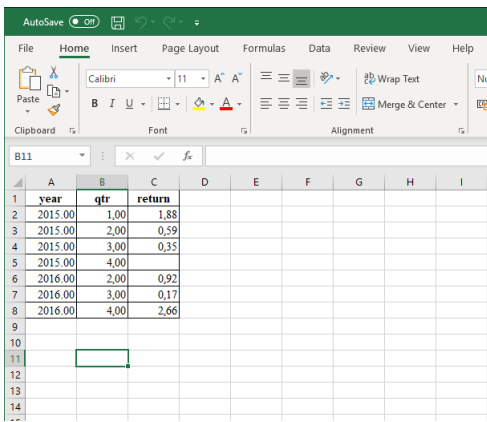 AutoSave Off
File Home Insert Page Layout Formulas Data Review View Help
Calibri 11 A A ab Wrap Text Nu
Paste B I U A Merge & Center
Clipboard Font Alignment
B11 fx
A B C D E F G H I
1 year qtr return
2 2015.00 1,00 1,88
3 2015.00 2,00 0,59
4 2015.00 3,00 0,35
5 2015.00 4,00
6 2016.00 2,00 0,92
7 2016.00 3,00 0,17
8 2016.00 4,00 2,66
9
10
11
12
13
14
15